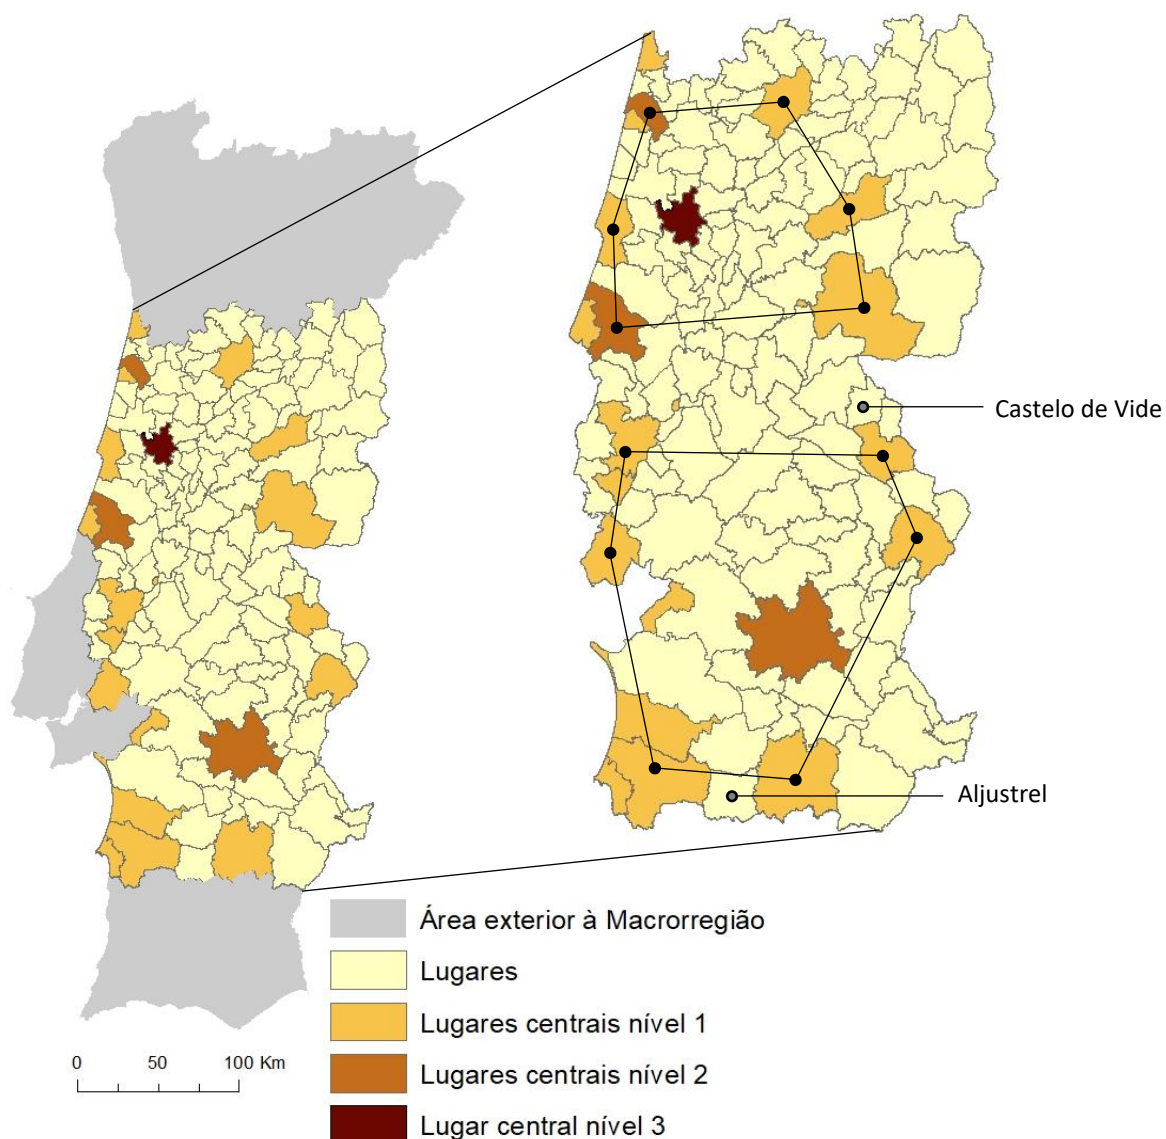 Castelo de Vide
Aljustrel
Área exterior à Macrorregião
Lugares
Lugares centrais nível 1
Lugares centrais nível 2
Lugar central nível 3
0 50 100 Km